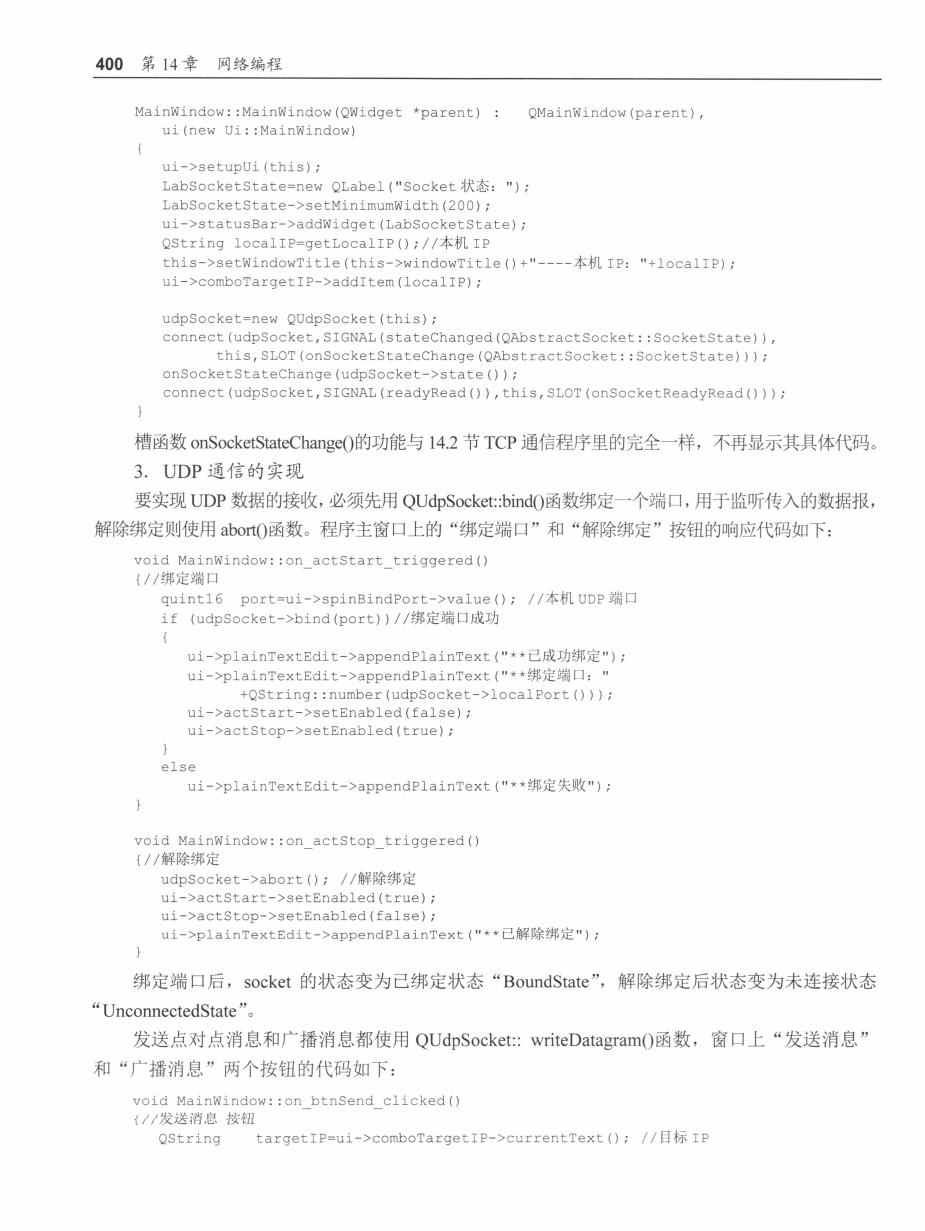 400 第 14 章 网络编程
MainWindow::MainWindow(QWidget *parent) :   QMainWindow(parent),
   ui(new Ui::MainWindow)
{
   ui->setupUi(this);
   LabSocketState=new QLabel("Socket 状态：");
   LabSocketState->setMinimumWidth(200);
   ui->statusBar->addWidget(LabSocketState);
   QString localIP=getLocalIP();//本机 IP
   this->setWindowTitle(this->windowTitle()+"----本机 IP："+localIP);
   ui->comboTargetIP->addItem(localIP);
   udpSocket=new QUdpSocket(this);
   connect(udpSocket,SIGNAL(stateChanged(QAbstractSocket::SocketState)),
         this,SLOT(onSocketStateChange(QAbstractSocket::SocketState)));
   onSocketStateChange(udpSocket->state());
   connect(udpSocket,SIGNAL(readyRead()),this,SLOT(onSocketReadyRead()));
}
槽函数 onSocketStateChange()的功能与 14.2 节 TCP 通信程序里的完全一样，不再显示其具体代码。
3．UDP 通信的实现
要实现 UDP 数据的接收，必须先用 QUdpSocket::bind()函数绑定一个端口，用于监听传入的数据报，
解除绑定则使用 abort()函数。程序主窗口上的“绑定端口”和“解除绑定”按钮的响应代码如下：
void MainWindow::on_actStart_triggered()
{//绑定端口
   quint16  port=ui->spinBindPort->value(); //本机 UDP 端口
   if (udpSocket->bind(port))//绑定端口成功
   {
      ui->plainTextEdit->appendPlainText("**已成功绑定");
      ui->plainTextEdit->appendPlainText("**绑定端口："
            +QString::number(udpSocket->localPort()));
      ui->actStart->setEnabled(false);
      ui->actStop->setEnabled(true);
   }
   else
      ui->plainTextEdit->appendPlainText("**绑定失败");
}
void MainWindow::on_actStop_triggered()
{//解除绑定
   udpSocket->abort(); //解除绑定
   ui->actStart->setEnabled(true);
   ui->actStop->setEnabled(false);
   ui->plainTextEdit->appendPlainText("**已解除绑定");
}
绑定端口后，socket 的状态变为已绑定状态“BoundState”，解除绑定后状态变为未连接状态
“UnconnectedState”。
发送点对点消息和广播消息都使用 QUdpSocket:: writeDatagram()函数，窗口上“发送消息”
和“广播消息”两个按钮的代码如下：
void MainWindow::on_btnSend_clicked()
{//发送消息 按钮
   QString    targetIP=ui->comboTargetIP->currentText(); //目标 IP